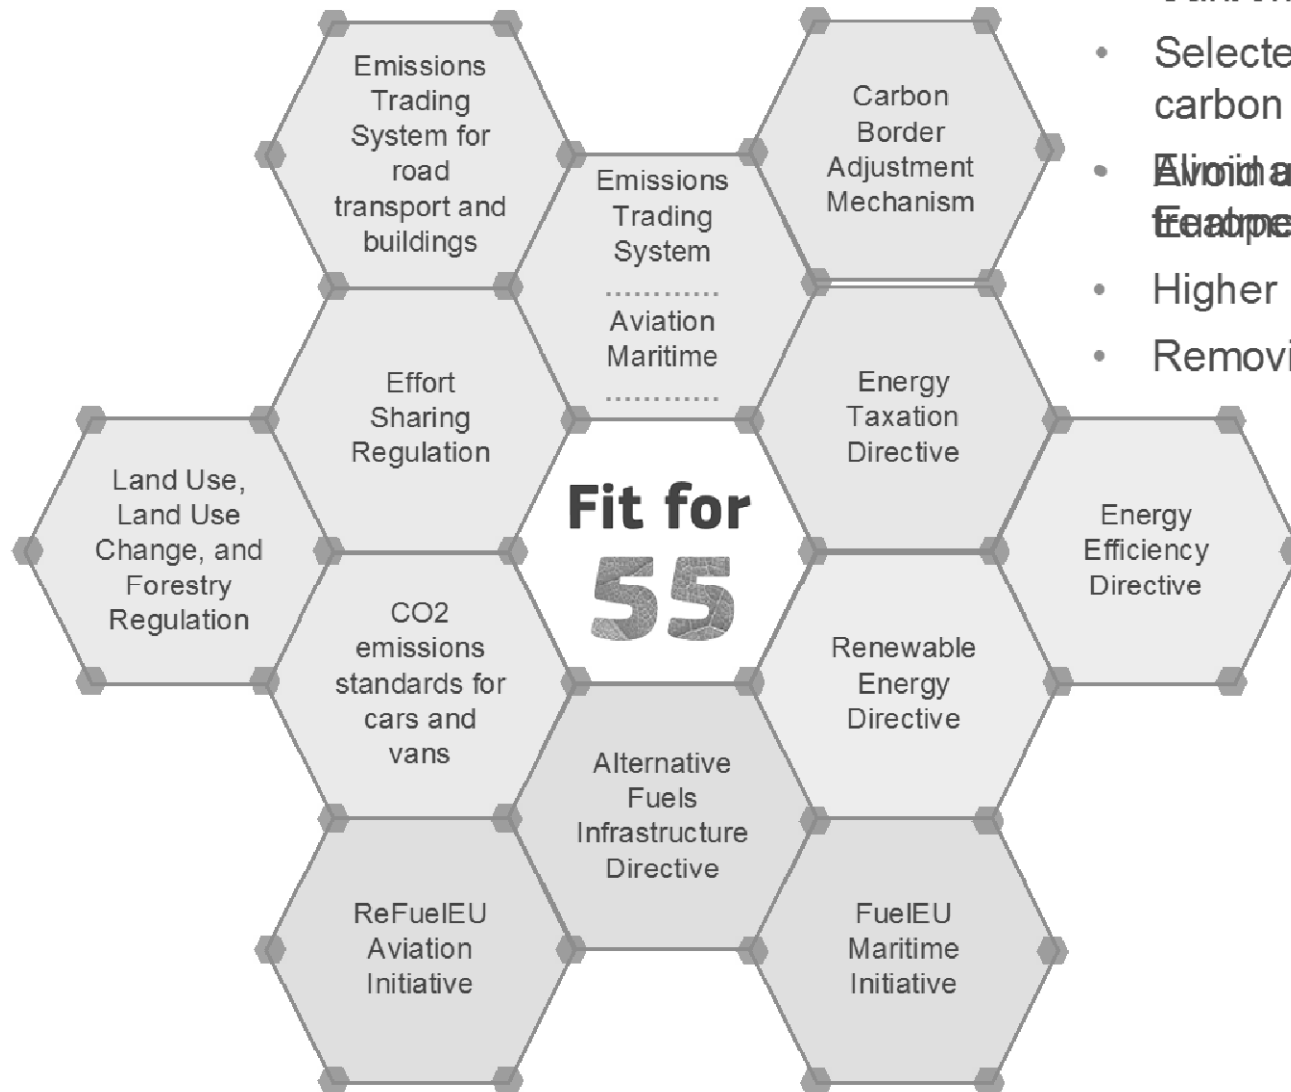 Emissions
Trading
System for
road
transport and
buildings
Carbon
Border
Adjustment
Mechanism
Emissions
Trading
System
Aviation
Maritime
Effort
Sharing
Regulation
Energy
Taxation
Directive
Land Use,
Land Use
Change, and
Forestry
Regulation
Fit for
55
Energy
Efficiency
Directive
CO2
emissions
standards for
cars and
vans
Renewable
Energy
Directive
Alternative
Fuels
Infrastructure
Directive
ReFuelEU
Aviation
Initiative
FuelEU
Maritime
Initiative
• Selecte
carbon
•
• Higher
• Removi